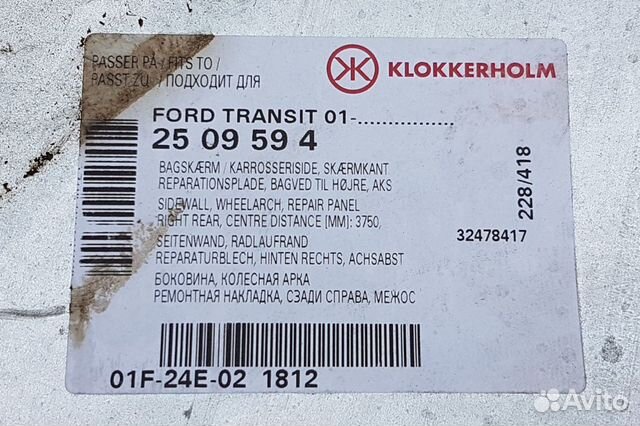 PASSER PÅ / FITS TO /
PASST ZU / ПОДХОДИТ ДЛЯ
KLOKKERHOLM
FORD TRANSIT 01-................
25 09 59 4
BAGSKÆRM / KARROSSERISIDE, SKÆRMKANT
REPARATIONSPLADE, BAGVED TIL HØJRE, AKS
SIDEWALL, WHEELARCH, REPAIR PANEL
RIGHT REAR, CENTRE DISTANCE [MM]: 3750,
32478417
228/418
SEITENWAND, RADLAUFRAND
REPARATURBLECH, HINTEN RECHTS, ACHSABST
БОКОВИНА, КОЛЕСНАЯ АРКА
РЕМОНТНАЯ НАКЛАДКА, СЗАДИ СПРАВА, МЕЖОС
01F-24E-02 1812
Avito